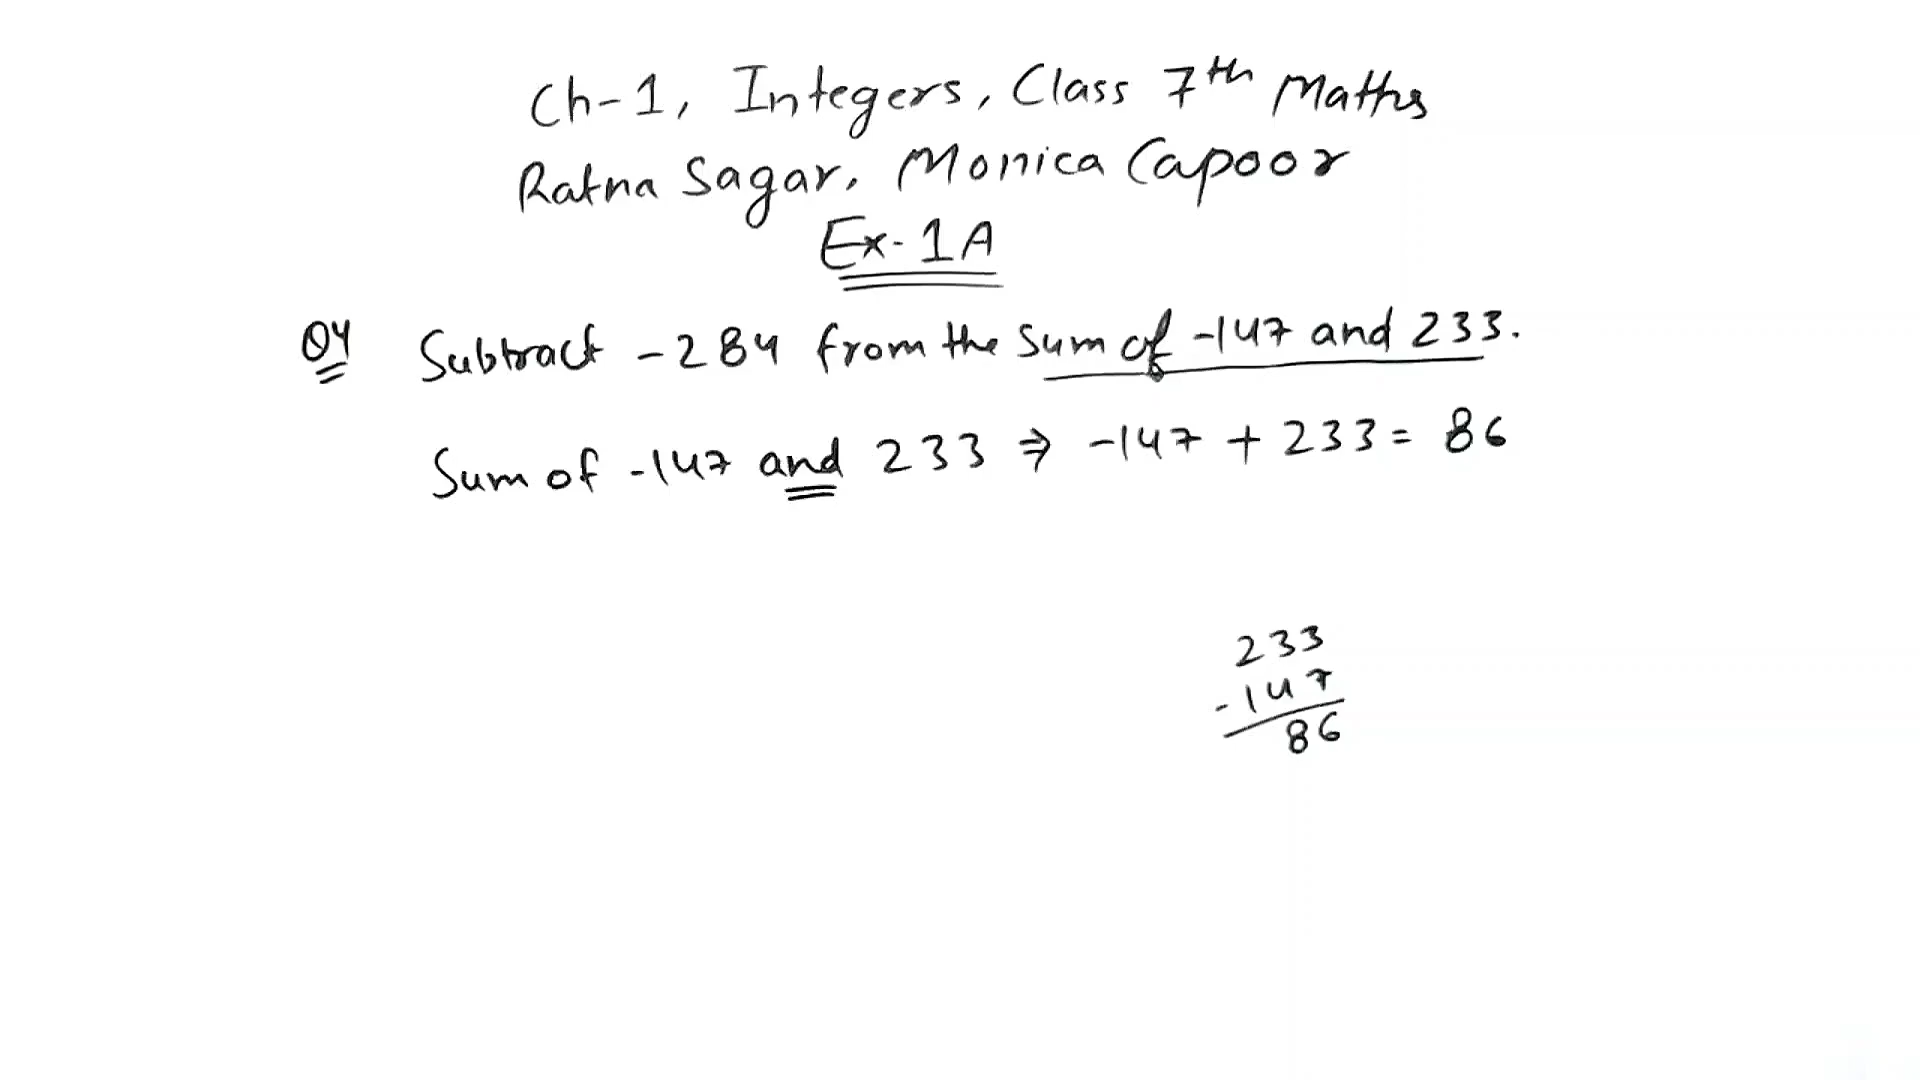 Ch-1, Integers, Class 7th Maths
Ratna Sagar, Monica Capoor
Ex-1A
Q4 Subtract -284 from the sum of -147 and 233.
Sum of -147 and 233 ⇒ -147 + 233 = 86
233
-147
86